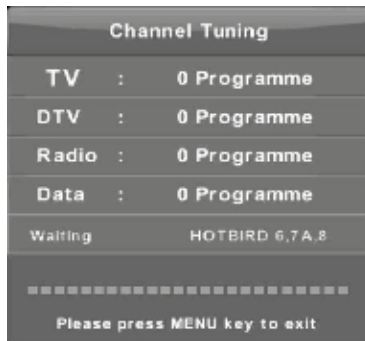 Channel Tuning
TV : 0 Programme
DTV : 0 Programme
Radio : 0 Programme
Data : 0 Programme
Waiting HOTBIRD 6,7A,8
Please press MENU key to exit